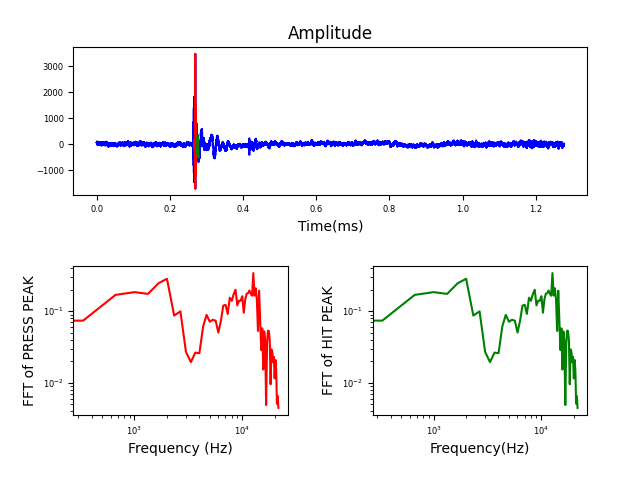 Amplitude
3000
2000
1000
0
−1000
0.0 0.2 0.4 0.6 0.8 1.0 1.2
Time(ms)
FFT of PRESS PEAK
10⁻¹
10⁻²
10³ 10⁴
Frequency (Hz)
FFT of HIT PEAK
10⁻¹
10⁻²
10³ 10⁴
Frequency(Hz)